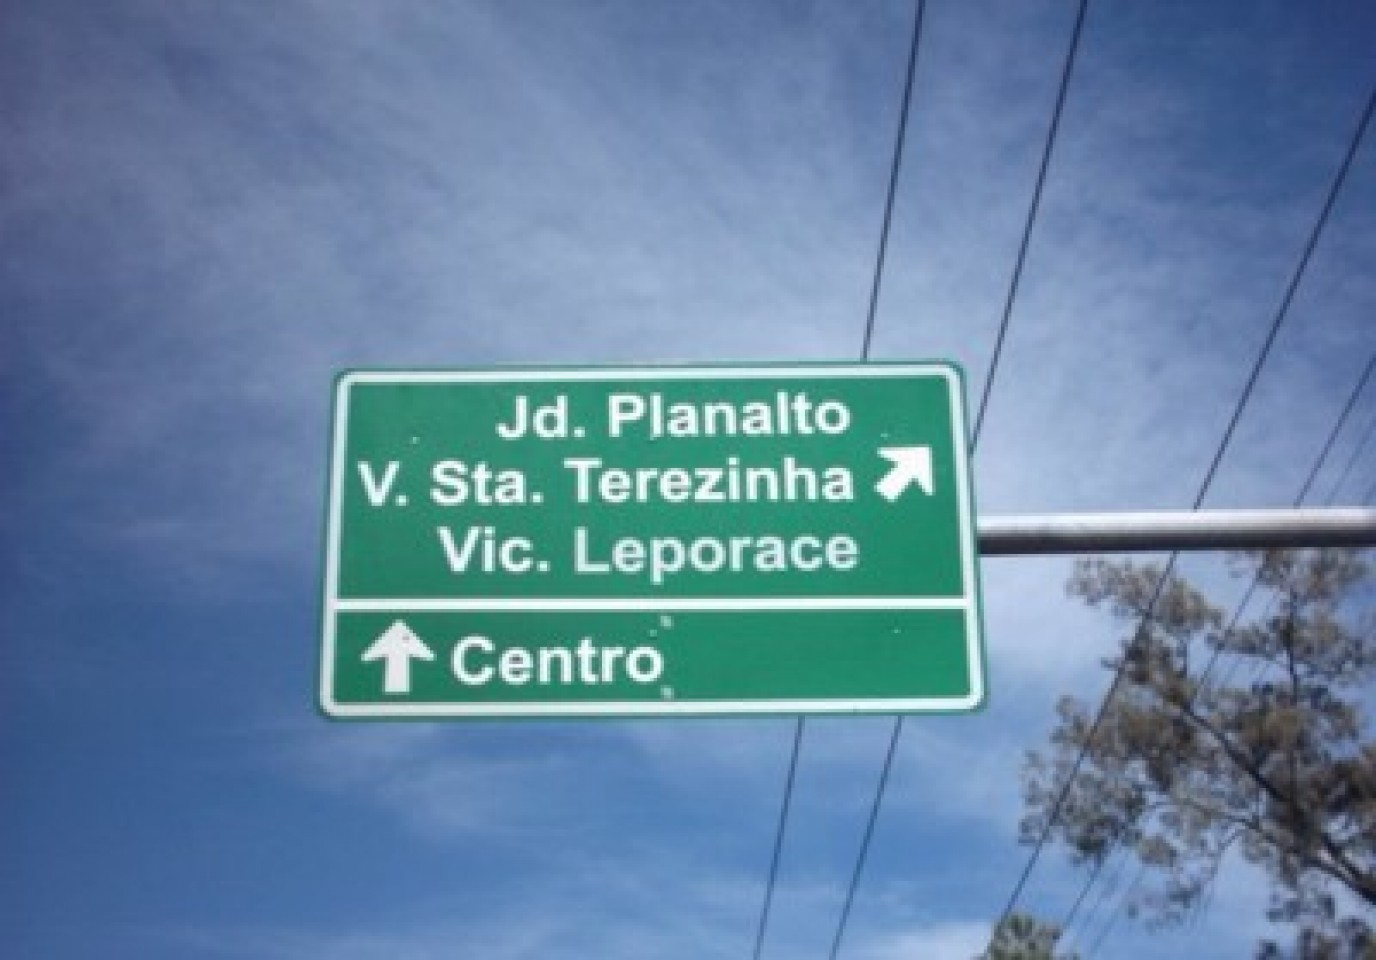 Jd. Planalto
V. Sta. Terezinha
Vic. Leporace
Centro